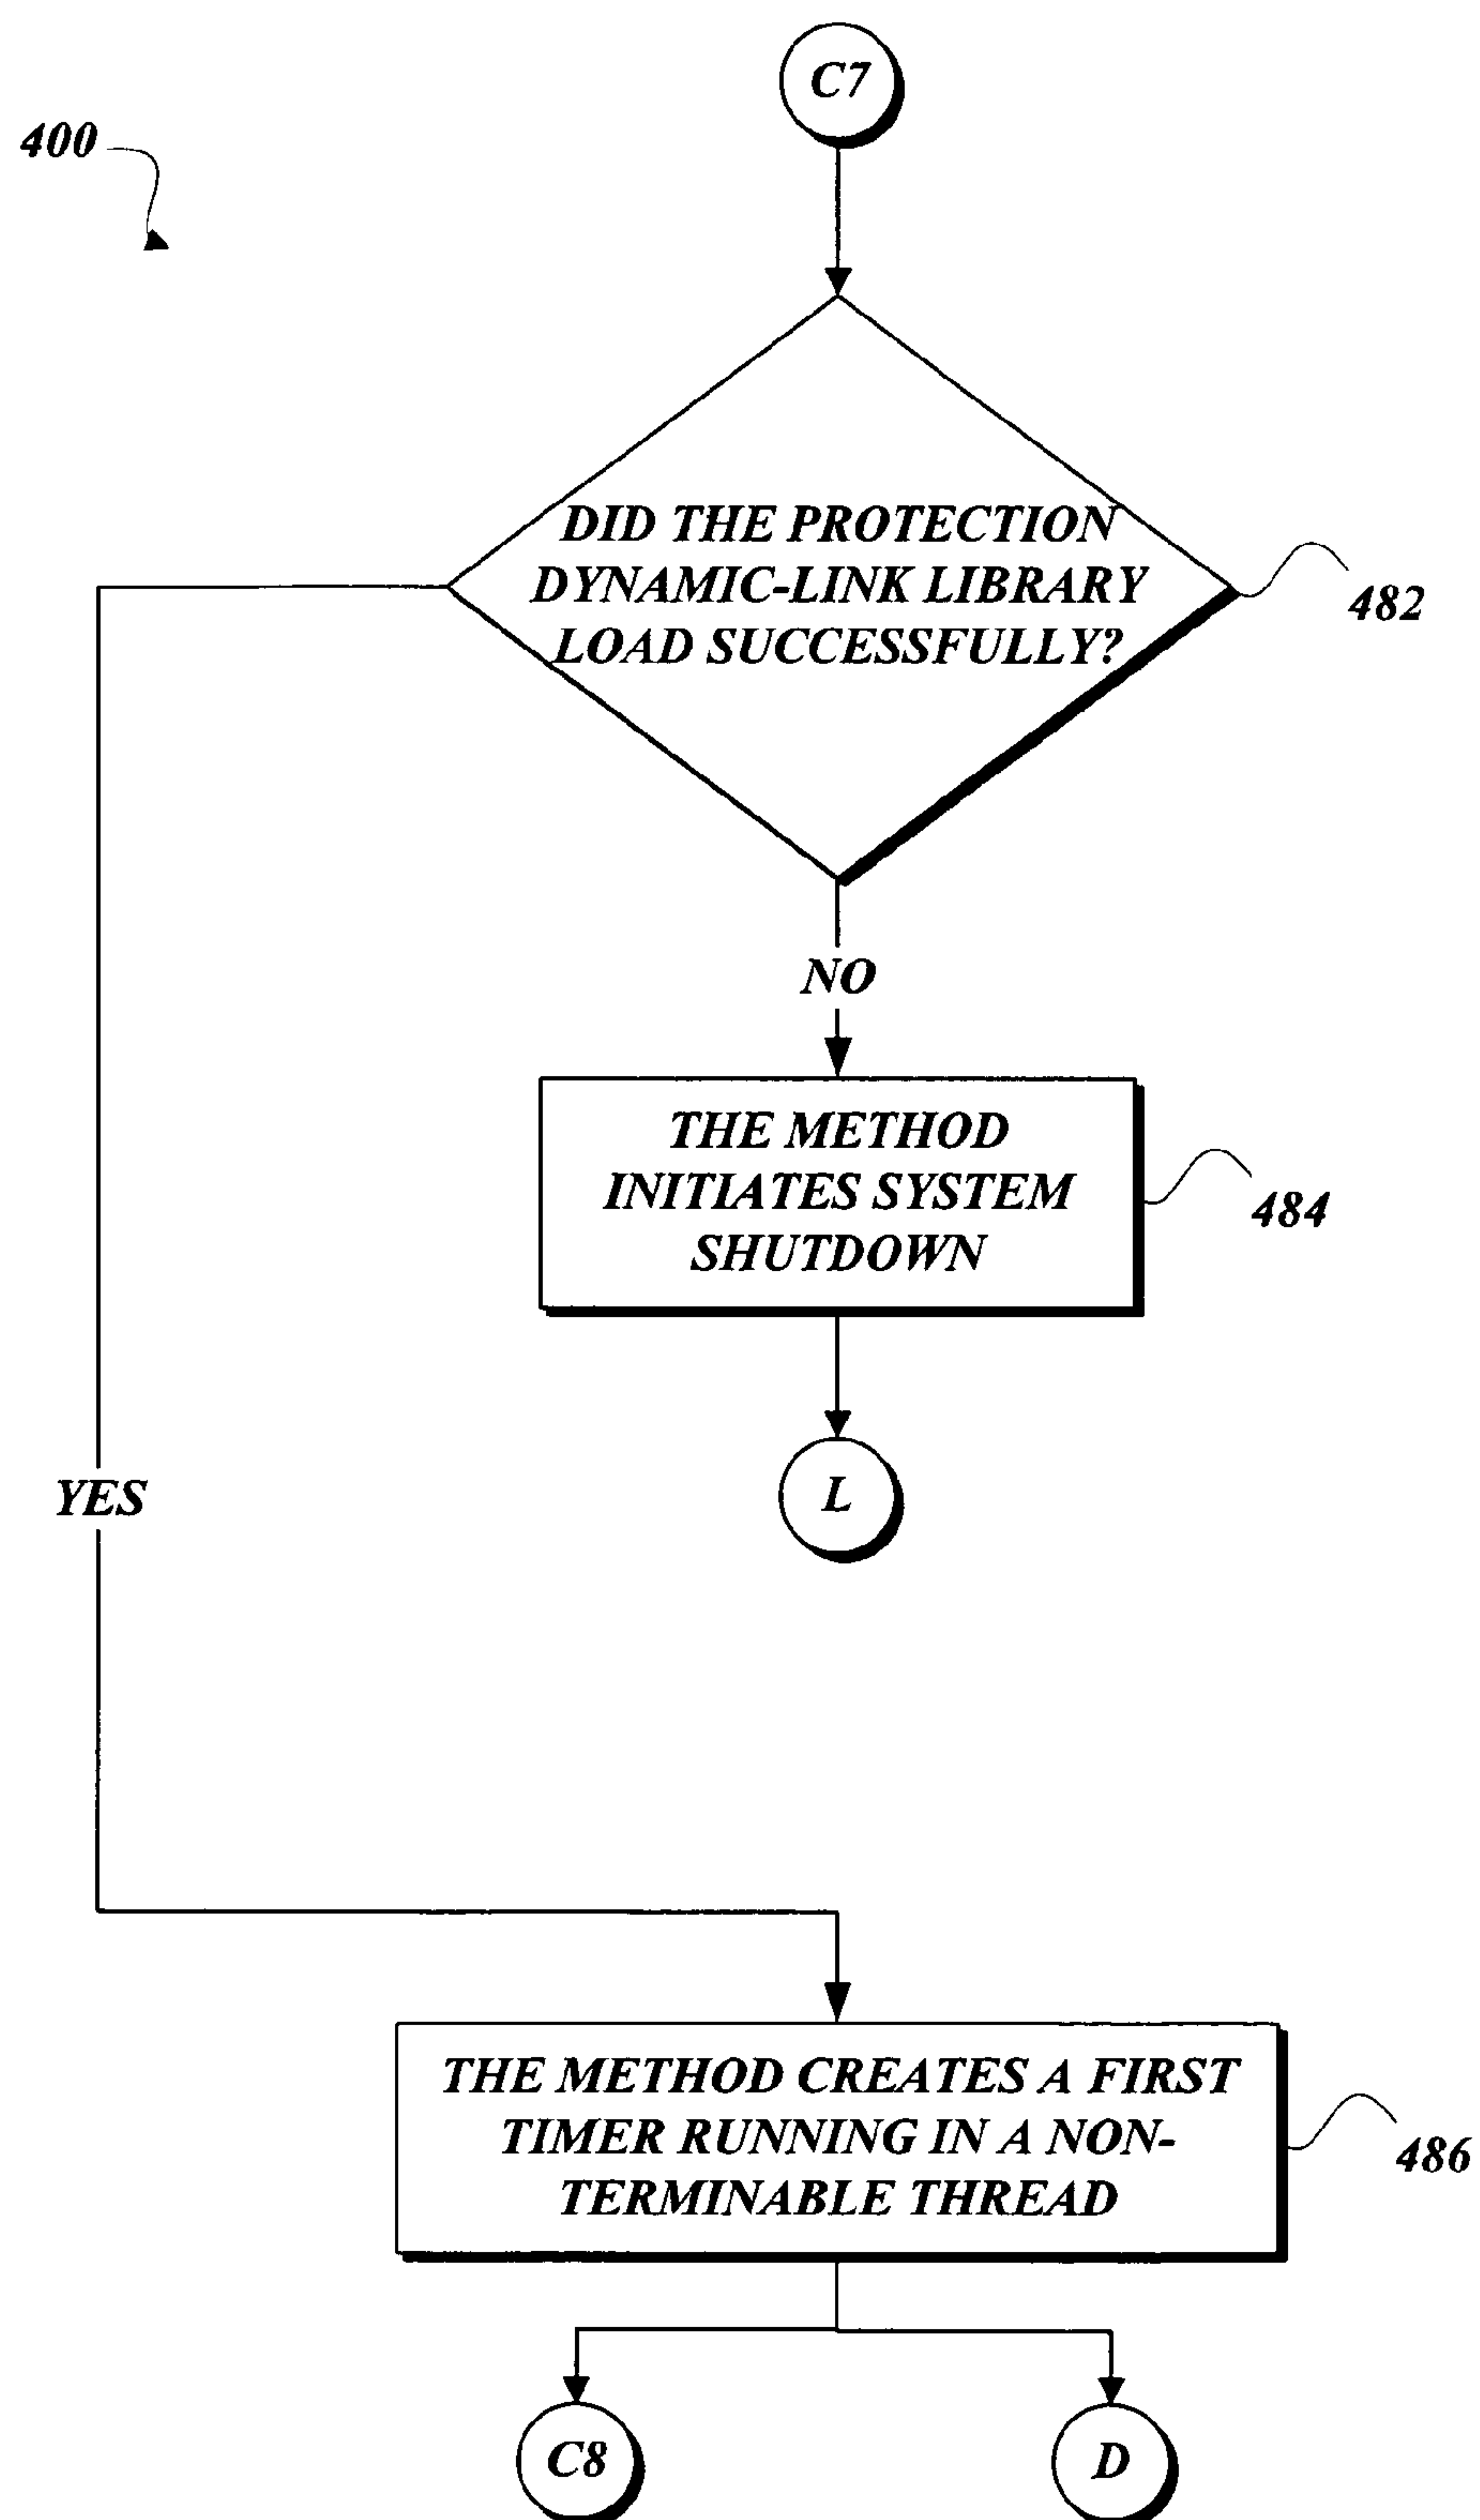 C7
400
DID THE PROTECTION
DYNAMIC-LINK LIBRARY
LOAD SUCCESSFULLY?
482
NO
THE METHOD
INITIATES SYSTEM
SHUTDOWN
484
L
YES
THE METHOD CREATES A FIRST
TIMER RUNNING IN A NON-
TERMINABLE THREAD
486
C8
D